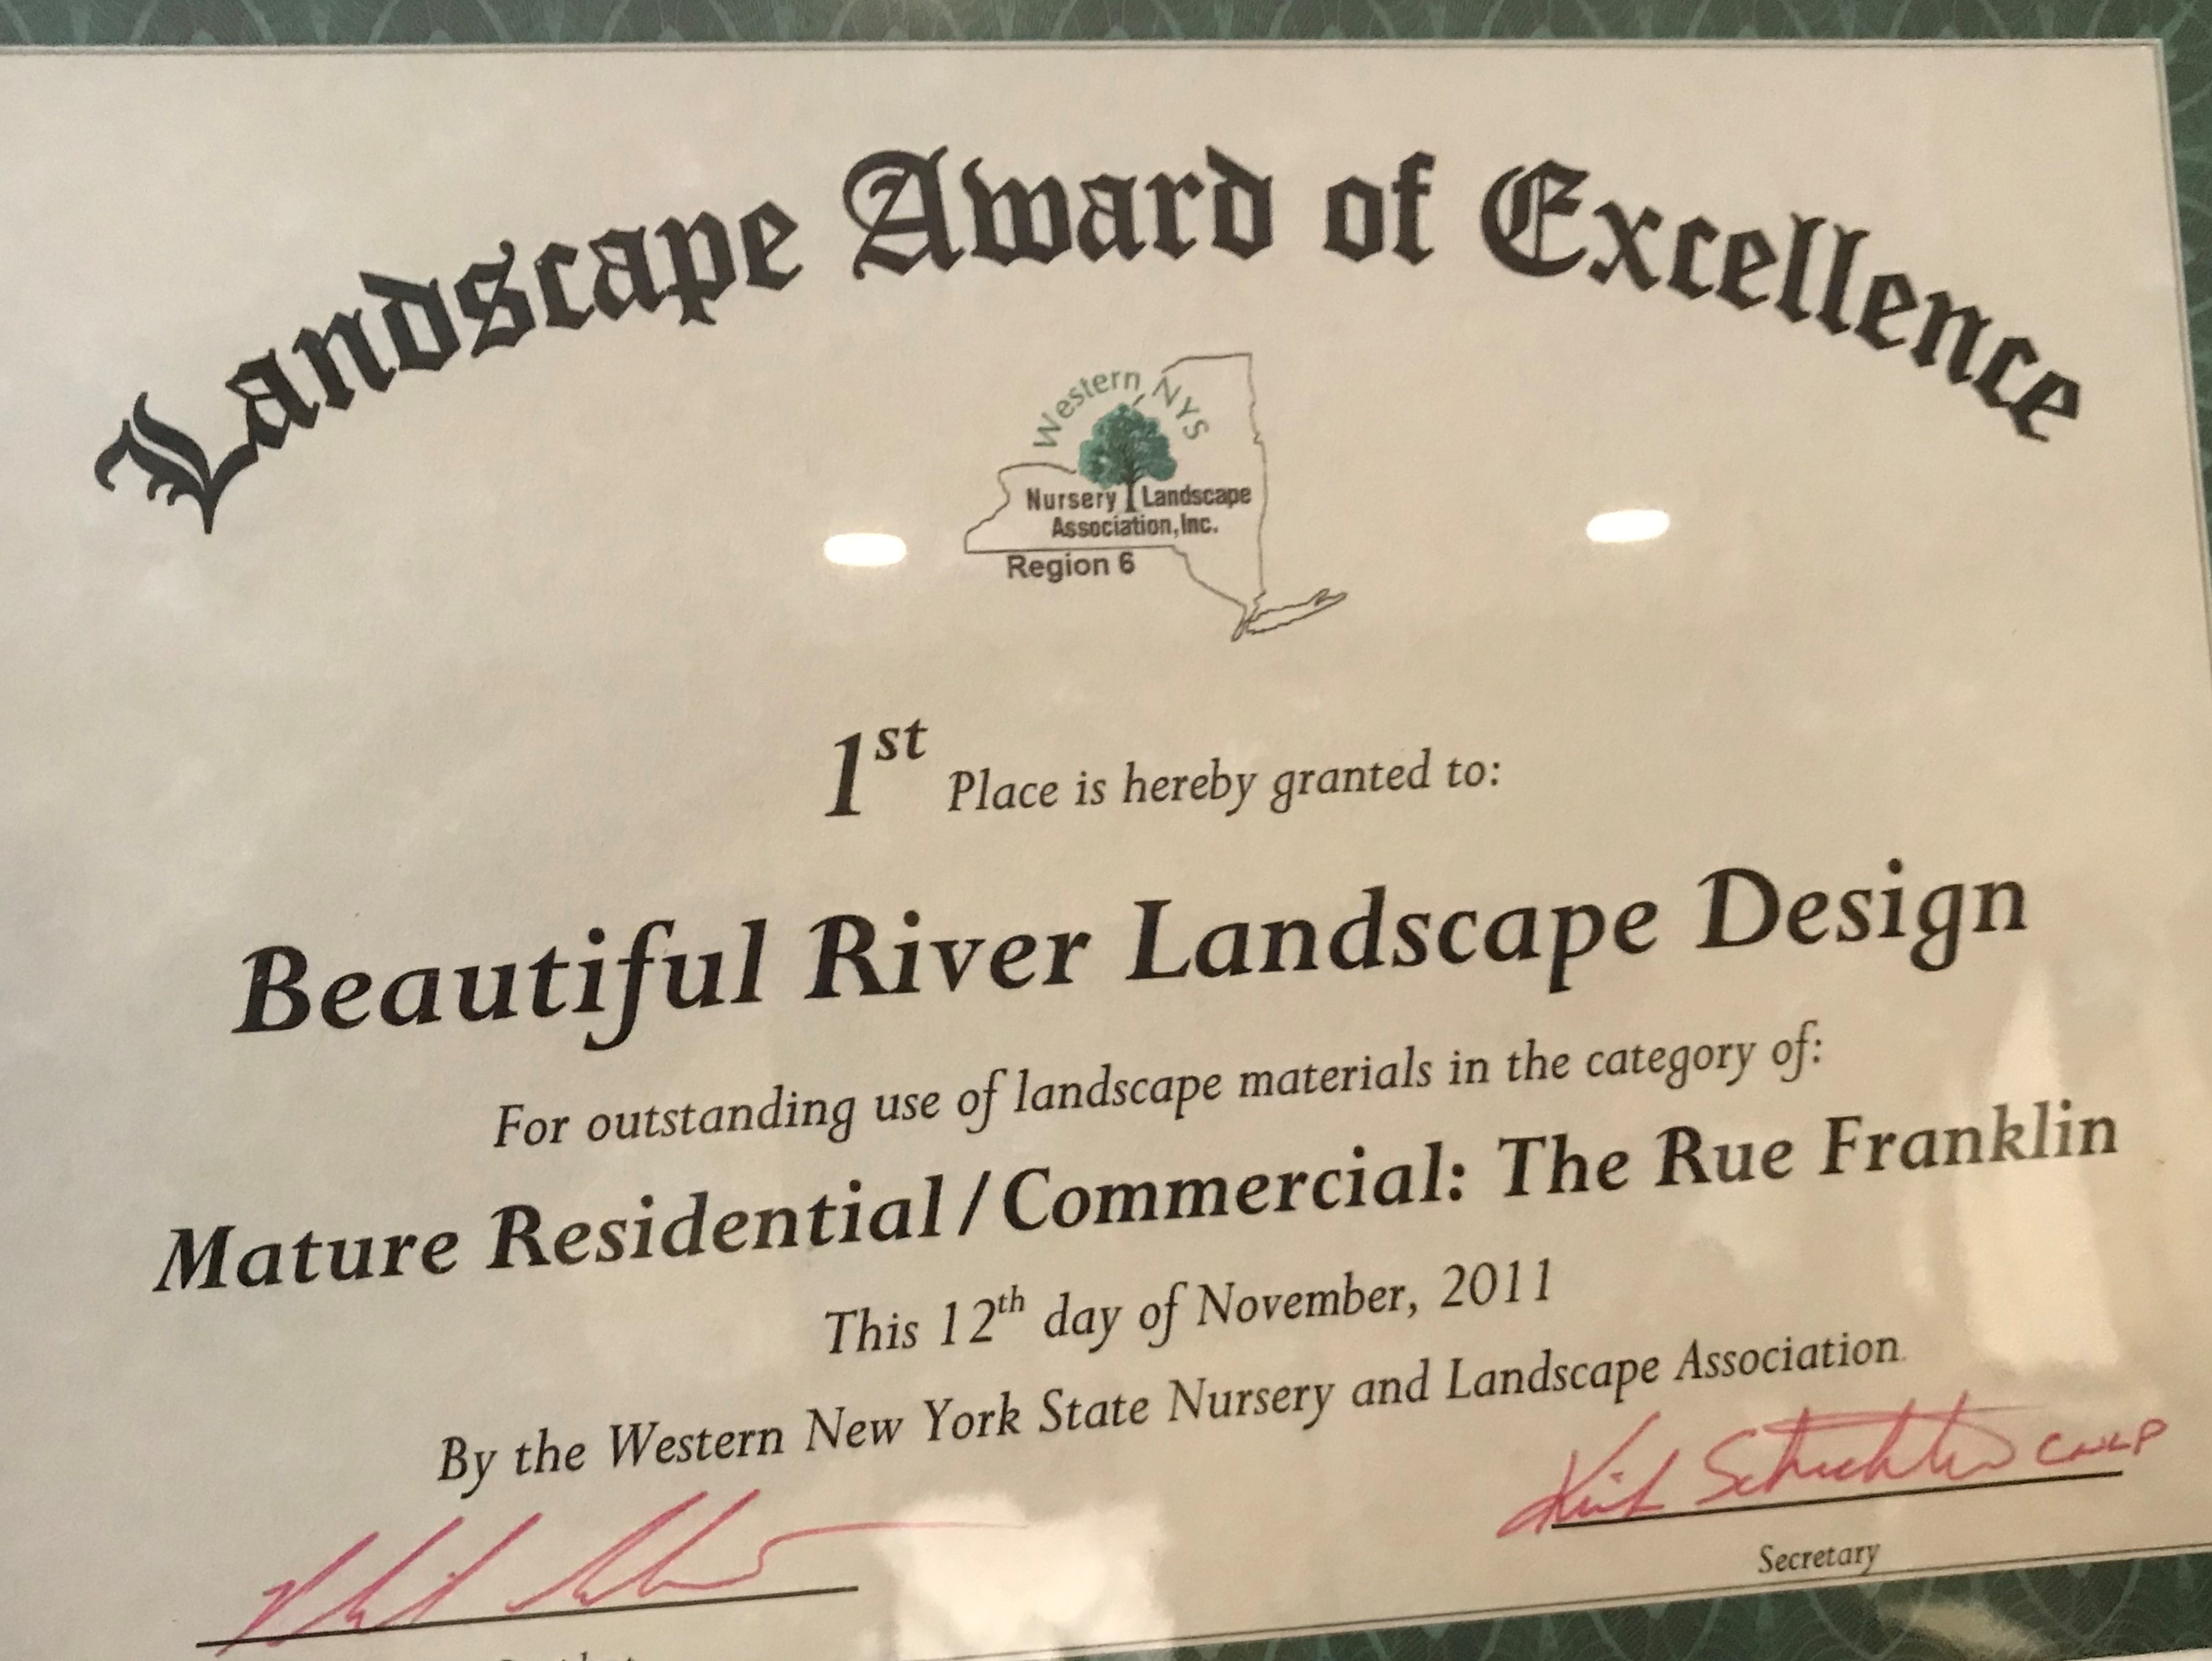 Landscape Award of Excellence
Western NYS
Nursery Landscape
Association, Inc.
Region 6
1st Place is hereby granted to:
Beautiful River Landscape Design
For outstanding use of landscape materials in the category of:
Mature Residential/Commercial: The Rue Franklin
This 12th day of November, 2011
By the Western New York State Nursery and Landscape Association
CNLP
Secretary